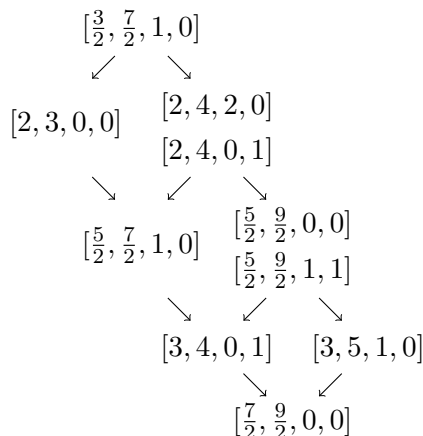 [3/2, 7/2, 1, 0]
[2, 3, 0, 0]
[2, 4, 2, 0]
[2, 4, 0, 1]
[5/2, 7/2, 1, 0]
[5/2, 9/2, 0, 0]
[5/2, 9/2, 1, 1]
[3, 4, 0, 1]
[3, 5, 1, 0]
[7/2, 9/2, 0, 0]